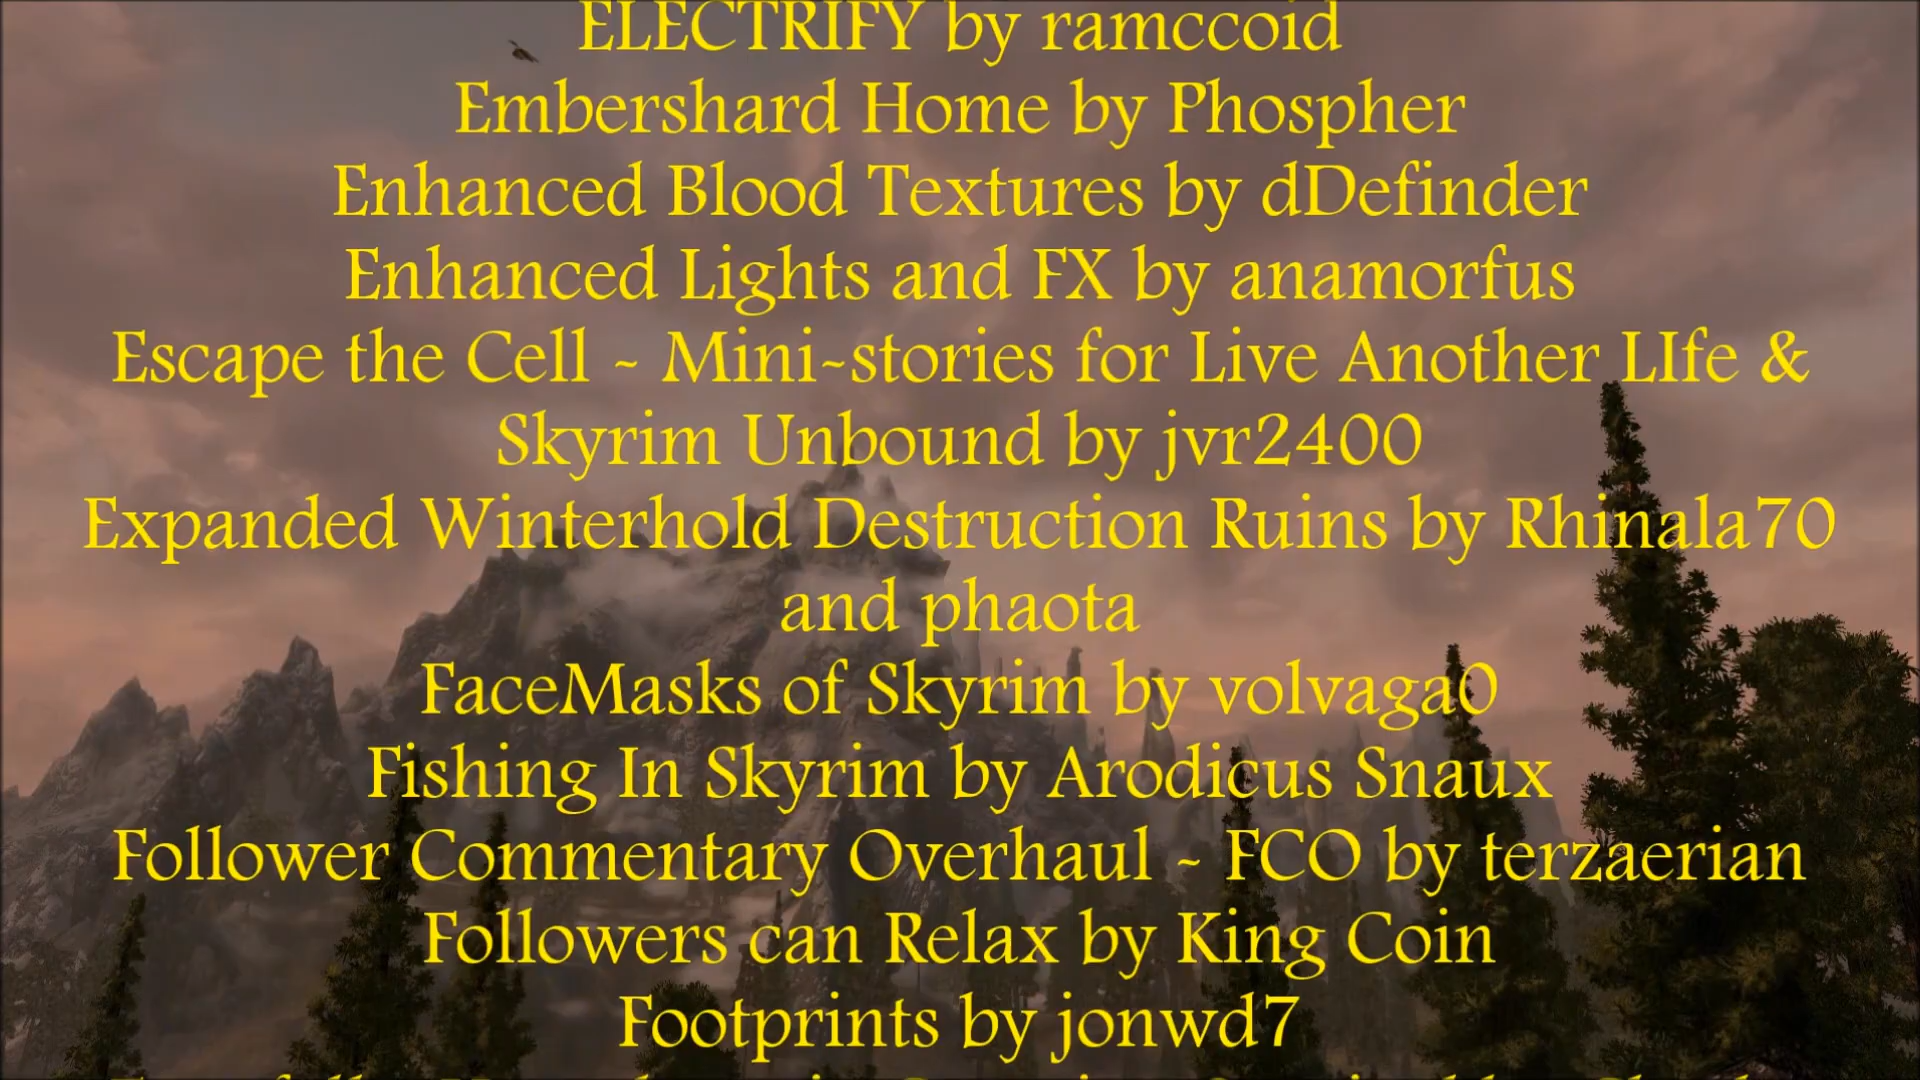 ELECTRIFY by ramccoid
Embershard Home by Phospher
Enhanced Blood Textures by dDefinder
Enhanced Lights and FX by anamorfus
Escape the Cell ~ Mini-stories for Live Another LIfe &
Skyrim Unbound by jvr2400
Expanded Winterhold Destruction Ruins by Rhinala70
and phaota
FaceMasks of Skyrim by volvaga0
Fishing In Skyrim by Arodicus Snaux
Follower Commentary Overhaul ~ FCO by terzaerian
Followers can Relax by King Coin
Footprints by jonwd7